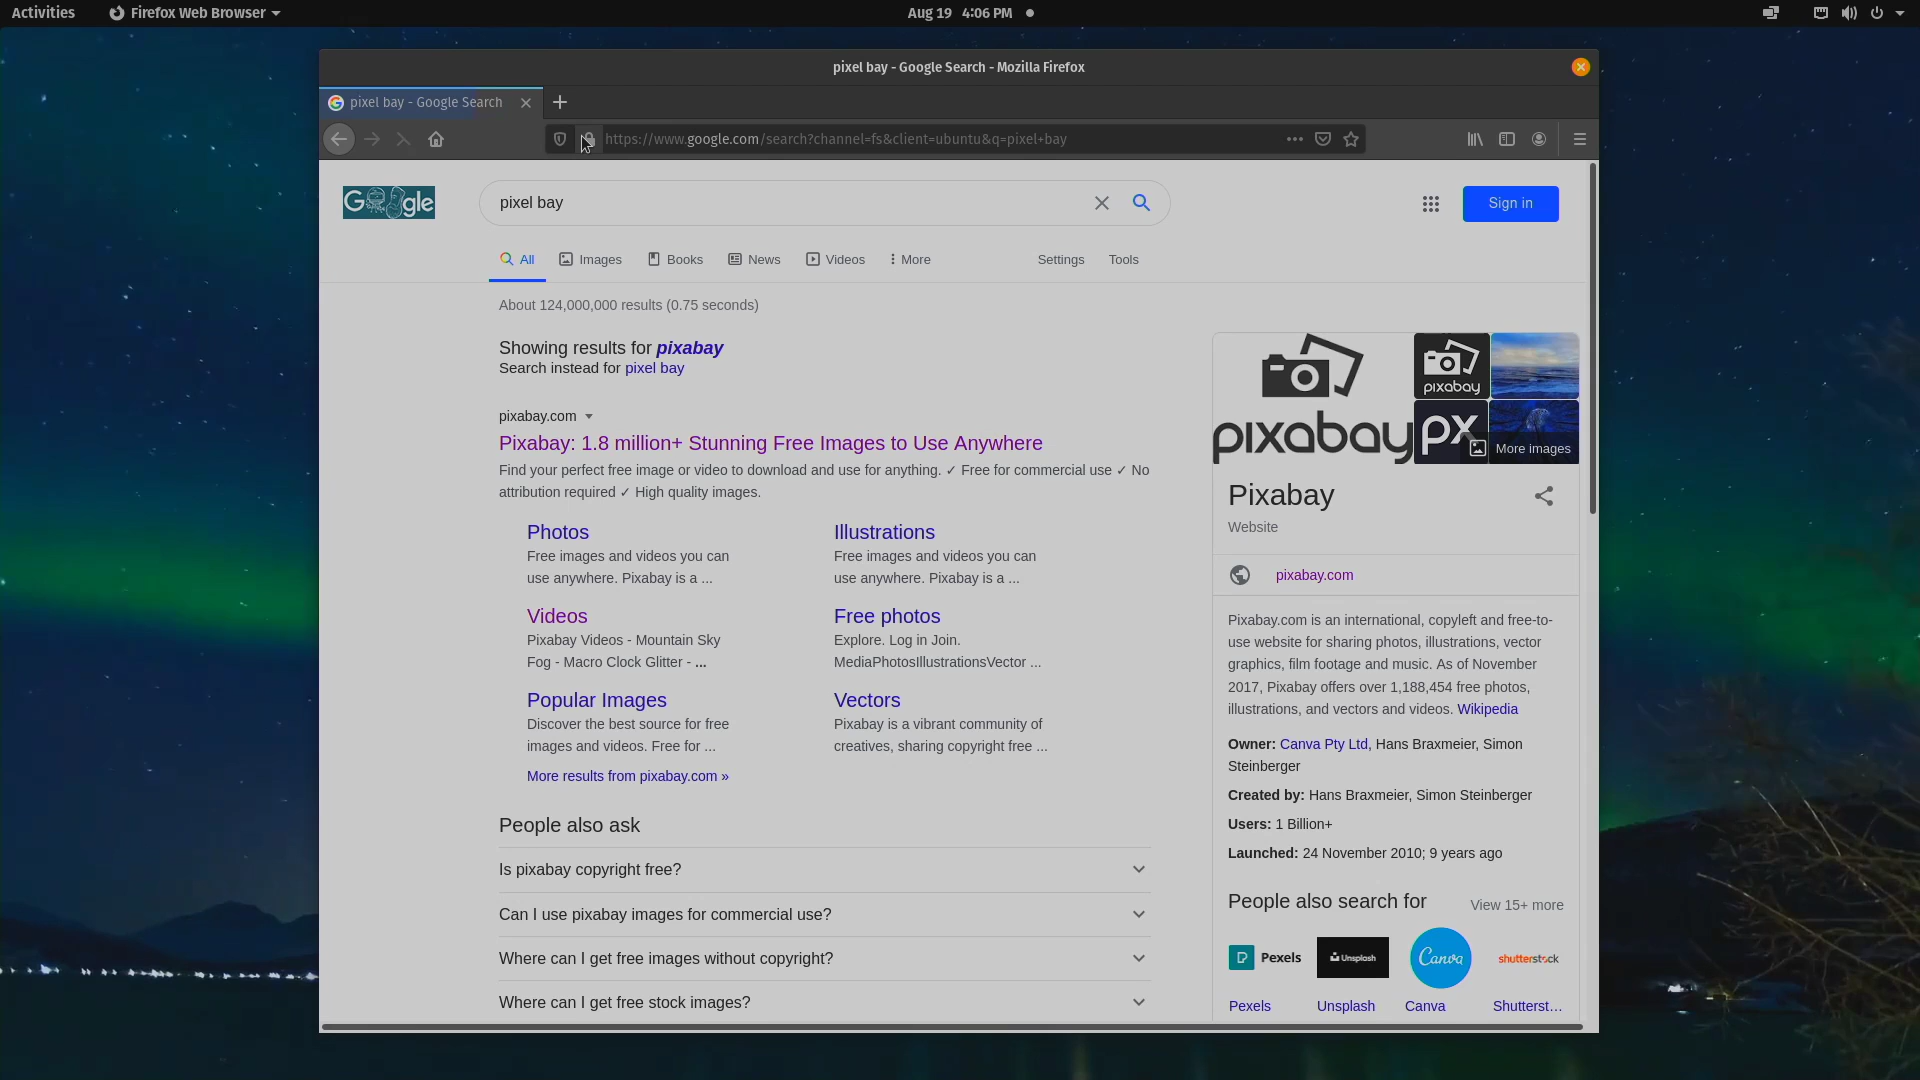 Activities
Firefox Web Browser
Aug 19 4:06 PM
pixel bay - Google Search - Mozilla Firefox
pixel bay - Google Search
https://www.google.com/search?channel=fs&client=ubuntu&q=pixel+bay
Google
pixel bay
Sign in
All
Images
Books
News
Videos
More
Settings
Tools
About 124,000,000 results (0.75 seconds)
Showing results for pixabay
Search instead for pixel bay
pixabay.com
Pixabay: 1.8 million+ Stunning Free Images to Use Anywhere
Find your perfect free image or video to download and use for anything. ✓ Free for commercial use ✓ No
attribution required ✓ High quality images.
Photos
Free images and videos you can
use anywhere. Pixabay is a ...
Illustrations
Free images and videos you can
use anywhere. Pixabay is a ...
Videos
Pixabay Videos - Mountain Sky
Fog - Macro Clock Glitter - ...
Free photos
Explore. Log in Join.
MediaPhotosIllustrationsVector ...
Popular Images
Discover the best source for free
images and videos. Free for ...
Vectors
Pixabay is a vibrant community of
creatives, sharing copyright free ...
More results from pixabay.com »
People also ask
Is pixabay copyright free?
Can I use pixabay images for commercial use?
Where can I get free images without copyright?
Where can I get free stock images?
pixabay
pixabay
px
More images
Pixabay
Website
pixabay.com
Pixabay.com is an international, copyleft and free-to-
use website for sharing photos, illustrations, vector
graphics, film footage and music. As of November
2017, Pixabay offers over 1,188,454 free photos,
illustrations, and vectors and videos. Wikipedia
Owner: Canva Pty Ltd, Hans Braxmeier, Simon
Steinberger
Created by: Hans Braxmeier, Simon Steinberger
Users: 1 Billion+
Launched: 24 November 2010; 9 years ago
People also search for
View 15+ more
Pexels
Unsplash
Canva
shutterstock
Pexels
Unsplash
Canva
Shutterst...